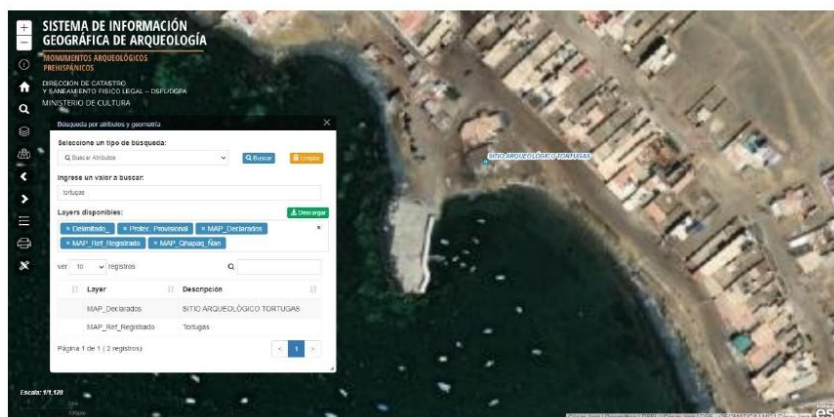 SISTEMA DE INFORMACIÓN
GEOGRÁFICA DE ARQUEOLOGÍA
MONUMENTOS ARQUEOLÓGICOS
PREHISPÁNICOS
DIRECCION DE CATASTRO
Y SANEAMIENTO FISICO LEGAL – DSFL/DGPA
MINISTERIO DE CULTURA
Búsqueda por atributos y geometría
Seleccione un tipo de búsqueda:
Buscar Atributos
Buscar
Limpiar
Ingrese un valor a buscar:
tortugas
Layers disponibles:
Descargar
× Delimitado_ × Protec. Provisional × MAP_Declarados
× MAP_Ref_Registrado × MAP_Qhapaq_Ñan
ver 10 registros
Layer Descripción
MAP_Declarados SITIO ARQUEOLÓGICO TORTUGAS
MAP_Ref_Registrado Tortugas
Página 1 de 1 ( 2 registros)
< 1 >
SITIO ARQUEOLÓGICO TORTUGAS
Escala: 1/1,128